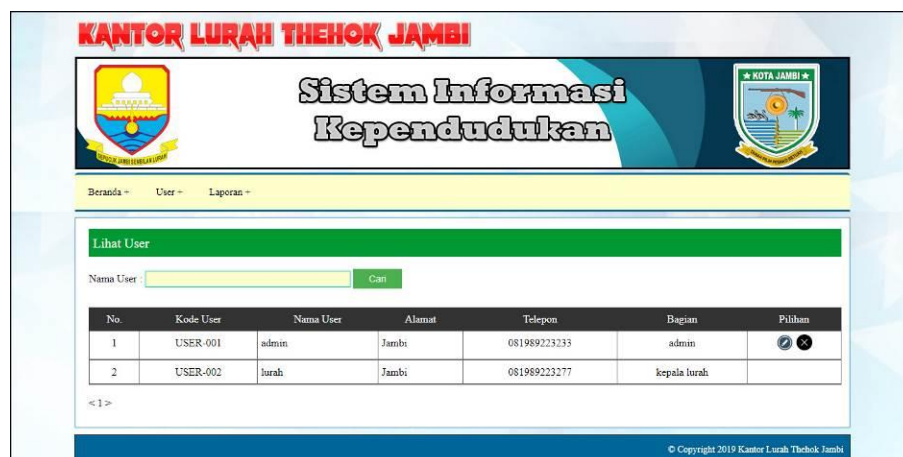 KANTOR LURAH THEHOK JAMBI
Sistem Informasi
Kependudukan
★ KOTA JAMBI ★
Beranda + User + Laporan +
Lihat User
Nama User : Cari
No. Kode User Nama User Alamat Telepon Bagian Pilihan
1 USER-001 admin Jambi 081989223233 admin
2 USER-002 lurah Jambi 081989223277 kepala lurah
< 1 >
© Copyright 2019 Kantor Lurah Thehok Jambi